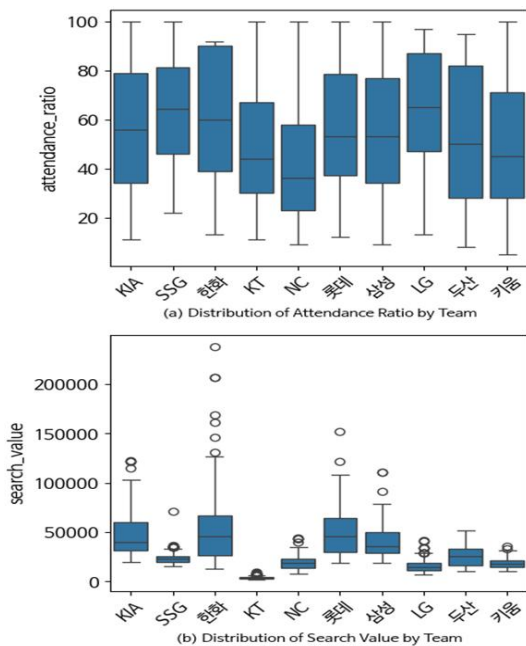 100
80
60
40
20
attendance_ratio
KIA SSG 한화 KT NC 롯데 삼성 LG 두산 키움
(a) Distribution of Attendance Ratio by Team
200000
150000
100000
50000
0
search_value
KIA SSG 한화 KT NC 롯데 삼성 LG 두산 키움
(b) Distribution of Search Value by Team